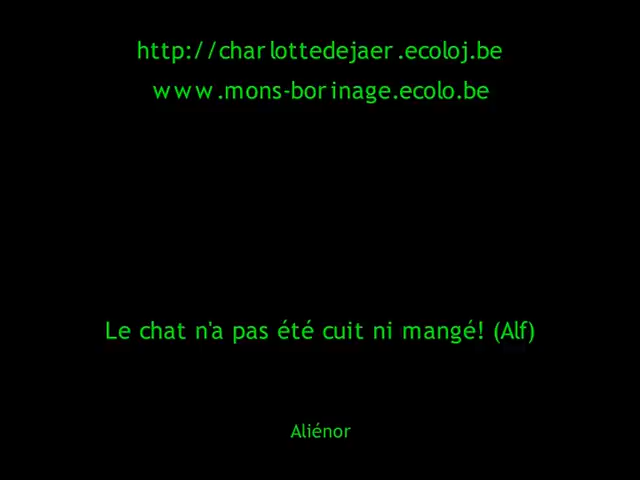 http://charlottedejaer.ecoloj.be
www.mons-borinage.ecolo.be
Le chat n'a pas été cuit ni mangé! (Alf)
Aliénor